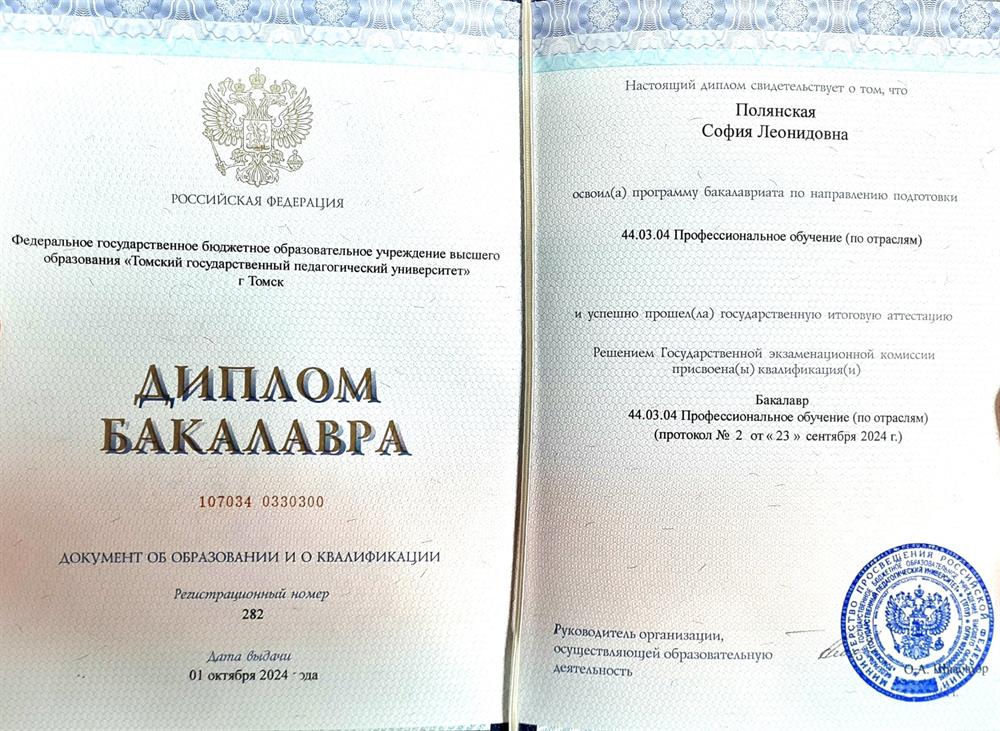 РОССИЙСКАЯ ФЕДЕРАЦИЯ
Федеральное государственное бюджетное образовательное учреждение высшего
образования «Томский государственный педагогический университет»
г Томск
ДИПЛОМ
БАКАЛАВРА
107034 0330300
ДОКУМЕНТ ОБ ОБРАЗОВАНИИ И О КВАЛИФИКАЦИИ
Регистрационный номер
282
Дата выдачи
01 октября 2024 года
Настоящий диплом свидетельствует о том, что
Полянская
София Леонидовна
освоил(а) программу бакалавриата по направлению подготовки
44.03.04 Профессиональное обучение (по отраслям)
и успешно прошел(ла) государственную итоговую аттестацию
Решением Государственной экзаменационной комиссии
присвоена(ы) квалификация(и)
Бакалавр
44.03.04 Профессиональное обучение (по отраслям)
(протокол № 2 от « 23 » сентября 2024 г.)
Руководитель организации,
осуществляющей образовательную
деятельность
МИНИСТЕРСТВО ПРОСВЕЩЕНИЯ РОССИЙСКОЙ ФЕДЕРАЦИИ